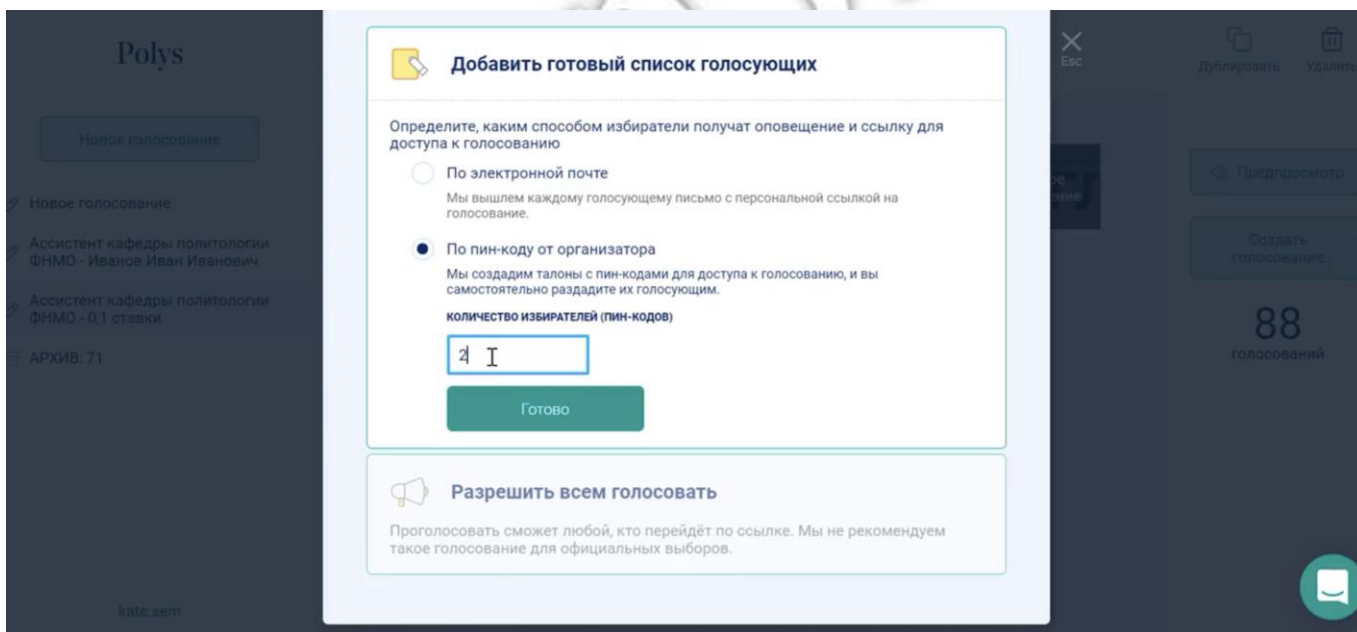 Polys
Новое голосование
Новое голосование
Ассистент кафедры политологии
ФНМО - Иванов Иван Иванович
Ассистент кафедры политологии
ФНМО - 0,1 ставки
АРХИВ: 71
kate.sem
Добавить готовый список голосующих
Определите, каким способом избиратели получат оповещение и ссылку для
доступа к голосованию
По электронной почте
Мы вышлем каждому голосующему письмо с персональной ссылкой на
голосование.
По пин-коду от организатора
Мы создадим талоны с пин-кодами для доступа к голосованию, и вы
самостоятельно раздадите их голосующим.
КОЛИЧЕСТВО ИЗБИРАТЕЛЕЙ (ПИН-КОДОВ)
2
Готово
Разрешить всем голосовать
Проголосовать сможет любой, кто перейдёт по ссылке. Мы не рекомендуем
такое голосование для официальных выборов.
Esc
Дублировать
Удалить
Предпросмотр
Создать
голосование
88
голосований